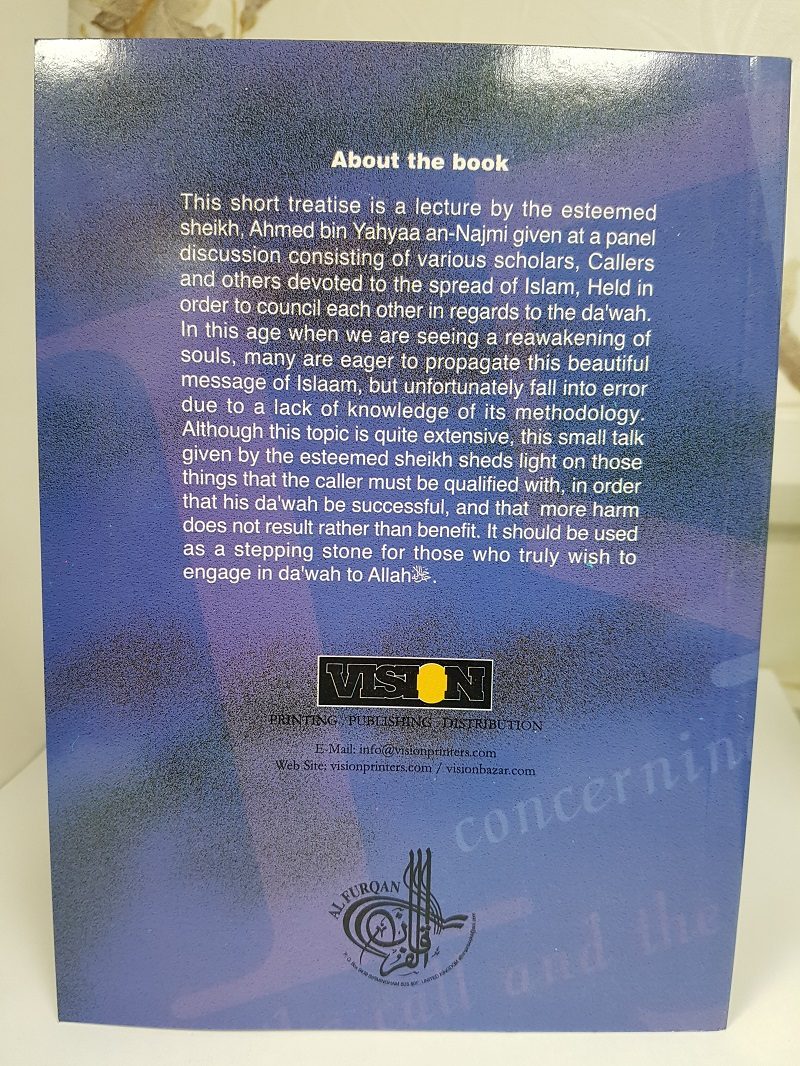 About the book
This short treatise is a lecture by the esteemed
sheikh, Ahmed bin Yahyaa an-Najmi given at a panel
discussion consisting of various scholars, Callers
and others devoted to the spread of Islam, Held in
order to council each other in regards to the da'wah.
In this age when we are seeing a reawakening of
souls, many are eager to propagate this beautiful
message of Islaam, but unfortunately fall into error
due to a lack of knowledge of its methodology.
Although this topic is quite extensive, this small talk
given by the esteemed sheikh sheds light on those
things that the caller must be qualified with, in order
that his da'wah be successful, and that more harm
does not result rather than benefit. It should be used
as a stepping stone for those who truly wish to
engage in da'wah to Allah ﷻ.
VISION
PRINTING . PUBLISHING . DISTRIBUTION
E-Mail: info@visionprinters.com
Web Site: visionprinters.com / visionbazar.com
concerning
call and the
AL FURQAN
الفرقان
BIRMINGHAM
UNITED KINGDOM